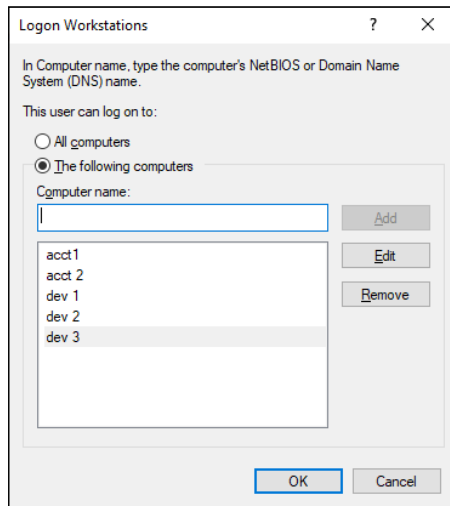 Logon Workstations ? X
In Computer name, type the computer's NetBIOS or Domain Name
System (DNS) name.
This user can log on to:
All computers
The following computers
Computer name:
Add
acct1
Edit
acct 2
dev 1
Remove
dev 2
dev 3
OK Cancel